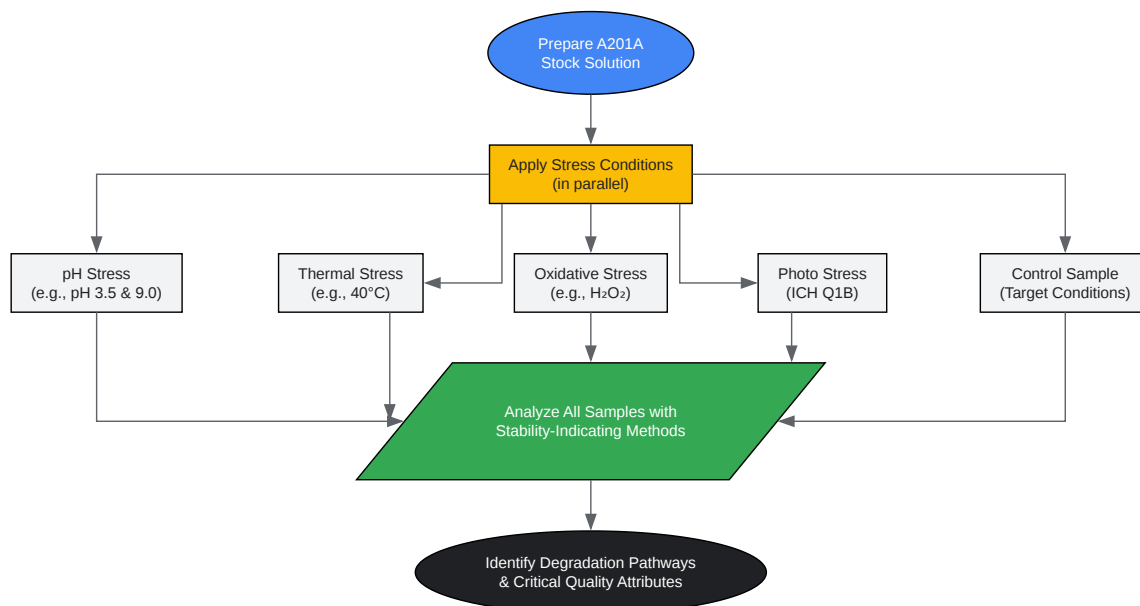 Prepare A201A
Stock Solution
Apply Stress Conditions
(in parallel)
pH Stress
(e.g., pH 3.5 & 9.0)
Thermal Stress
(e.g., 40°C)
Oxidative Stress
(e.g., H₂O₂)
Photo Stress
(ICH Q1B)
Control Sample
(Target Conditions)
Analyze All Samples with
Stability-Indicating Methods
Identify Degradation Pathways
& Critical Quality Attributes